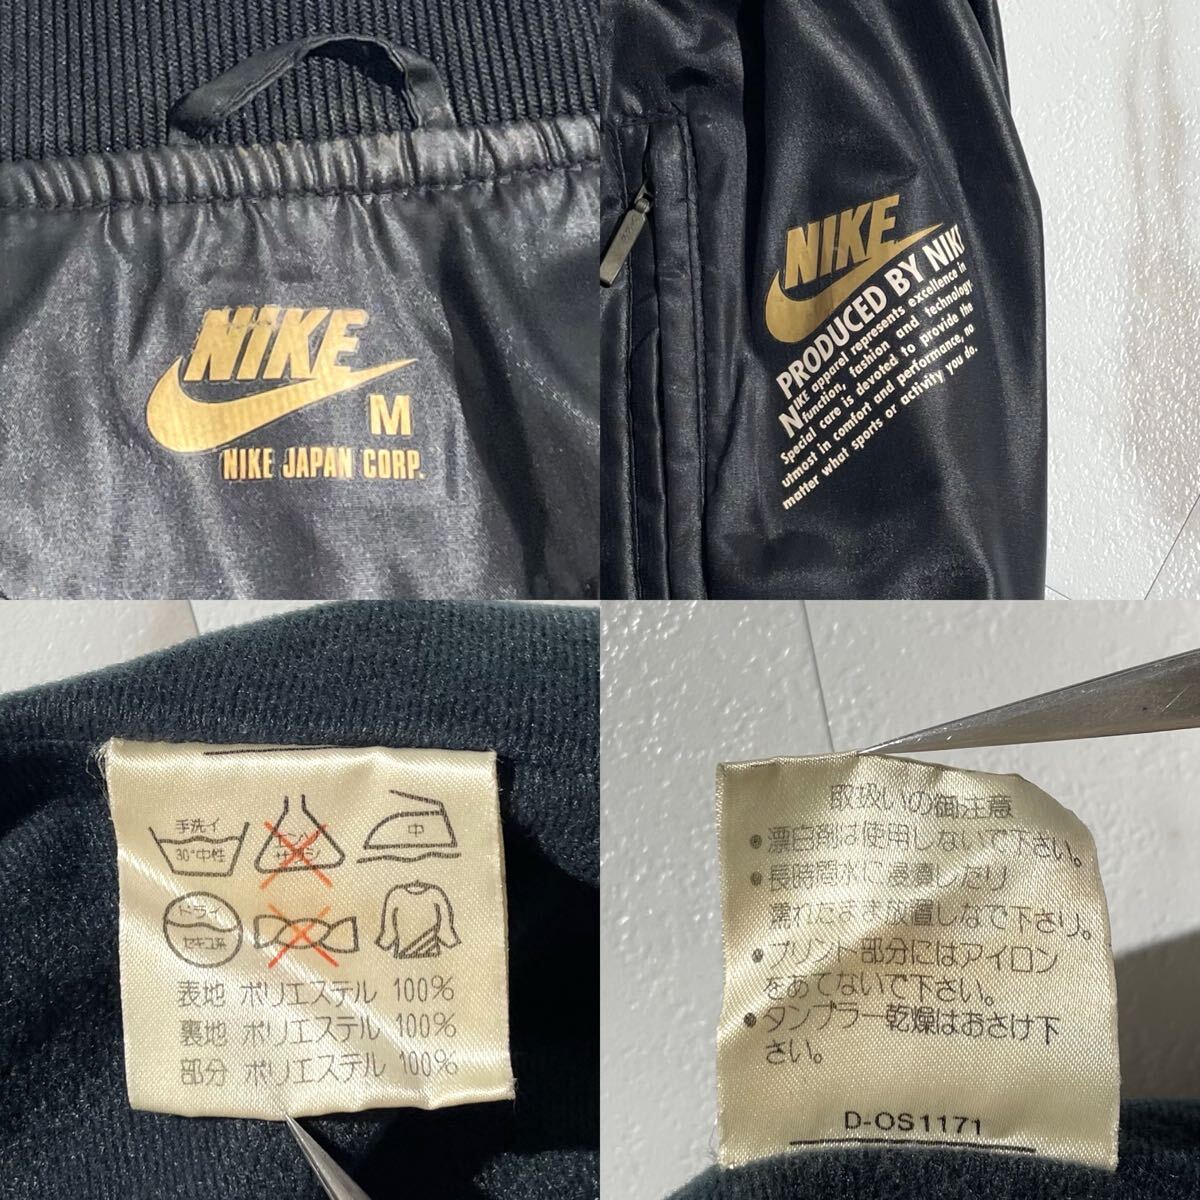 NIKE
M
NIKE JAPAN CORP.
NIKE
PRODUCED BY NIK
NIKE apparel represents excellence in
function, fashion and technology.
Special care is devoted to provide the
utmost in comfort and performance, no
matter what sports or activity you do.
手洗イ
30°中性
エンソ
サラシ
中
ドライ
セキユ系
表地 ポリエステル 100%
裏地 ポリエステル 100%
部分 ポリエステル 100%
取扱いの御注意
●漂白剤は使用しないで下さい。
●長時間水に浸漬したり
濡れたまま放置しなで下さり。
●プリント部分にはアイロン
をあてないで下さい。
●タンブラー乾燥はおさけ下
さい。
D-OS1171